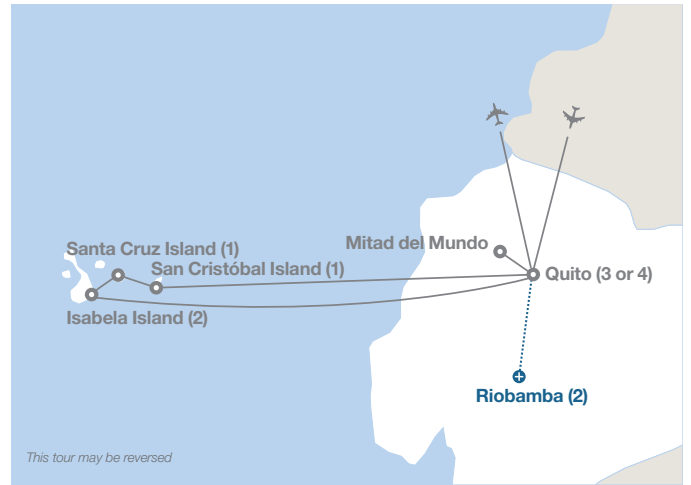 Santa Cruz Island (1)
Mitad del Mundo
San Cristóbal Island (1)
Quito (3 or 4)
Isabela Island (2)
Riobamba (2)
This tour may be reversed